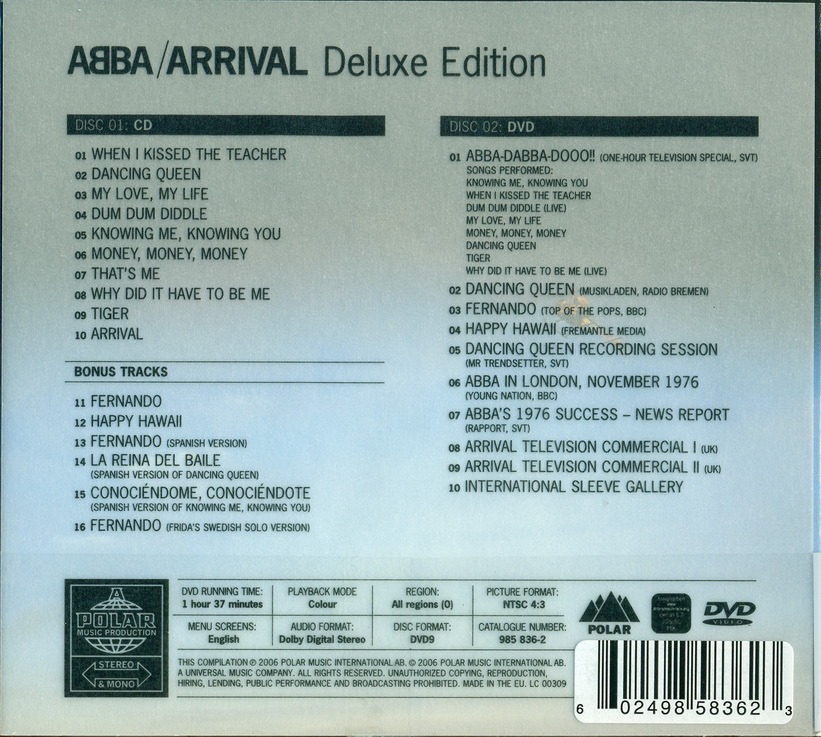 ABBA/ARRIVAL Deluxe Edition
DISC 01: CD
01 WHEN I KISSED THE TEACHER
02 DANCING QUEEN
03 MY LOVE, MY LIFE
04 DUM DUM DIDDLE
05 KNOWING ME, KNOWING YOU
06 MONEY, MONEY, MONEY
07 THAT'S ME
08 WHY DID IT HAVE TO BE ME
09 TIGER
10 ARRIVAL
BONUS TRACKS
11 FERNANDO
12 HAPPY HAWAII
13 FERNANDO (SPANISH VERSION)
14 LA REINA DEL BAILE
(SPANISH VERSION OF DANCING QUEEN)
15 CONOCIÉNDOME, CONOCIÉNDOTE
(SPANISH VERSION OF KNOWING ME, KNOWING YOU)
16 FERNANDO (FRIDA'S SWEDISH SOLO VERSION)
DISC 02: DVD
01 ABBA-DABBA-DOOO!! (ONE-HOUR TELEVISION SPECIAL, SVT)
SONGS PERFORMED:
KNOWING ME, KNOWING YOU
WHEN I KISSED THE TEACHER
DUM DUM DIDDLE (LIVE)
MY LOVE, MY LIFE
MONEY, MONEY, MONEY
DANCING QUEEN
TIGER
WHY DID IT HAVE TO BE ME (LIVE)
02 DANCING QUEEN (MUSIKLADEN, RADIO BREMEN)
03 FERNANDO (TOP OF THE POPS, BBC)
04 HAPPY HAWAII (FREMANTLE MEDIA)
05 DANCING QUEEN RECORDING SESSION
(MR TRENDSETTER, SVT)
06 ABBA IN LONDON, NOVEMBER 1976
(YOUNG NATION, BBC)
07 ABBA'S 1976 SUCCESS – NEWS REPORT
(RAPPORT, SVT)
08 ARRIVAL TELEVISION COMMERCIAL I (UK)
09 ARRIVAL TELEVISION COMMERCIAL II (UK)
10 INTERNATIONAL SLEEVE GALLERY
A
POLAR
MUSIC PRODUCTION
STEREO
& MONO
DVD RUNNING TIME:
1 hour 37 minutes
PLAYBACK MODE
Colour
REGION:
All regions (0)
PICTURE FORMAT:
NTSC 4:3
MENU SCREENS:
English
AUDIO FORMAT:
Dolby Digital Stereo
DISC FORMAT:
DVD9
CATALOGUE NUMBER:
985 836-2
POLAR
DVD
VIDEO
THIS COMPILATION ℗ 2006 POLAR MUSIC INTERNATIONAL AB. © 2006 POLAR MUSIC INTERNATIONAL AB.
A UNIVERSAL MUSIC COMPANY. ALL RIGHTS RESERVED. UNAUTHORIZED COPYING, REPRODUCTION,
HIRING, LENDING, PUBLIC PERFORMANCE AND BROADCASTING PROHIBITED. MADE IN THE EU. LC 00309
6 02498 58362 3